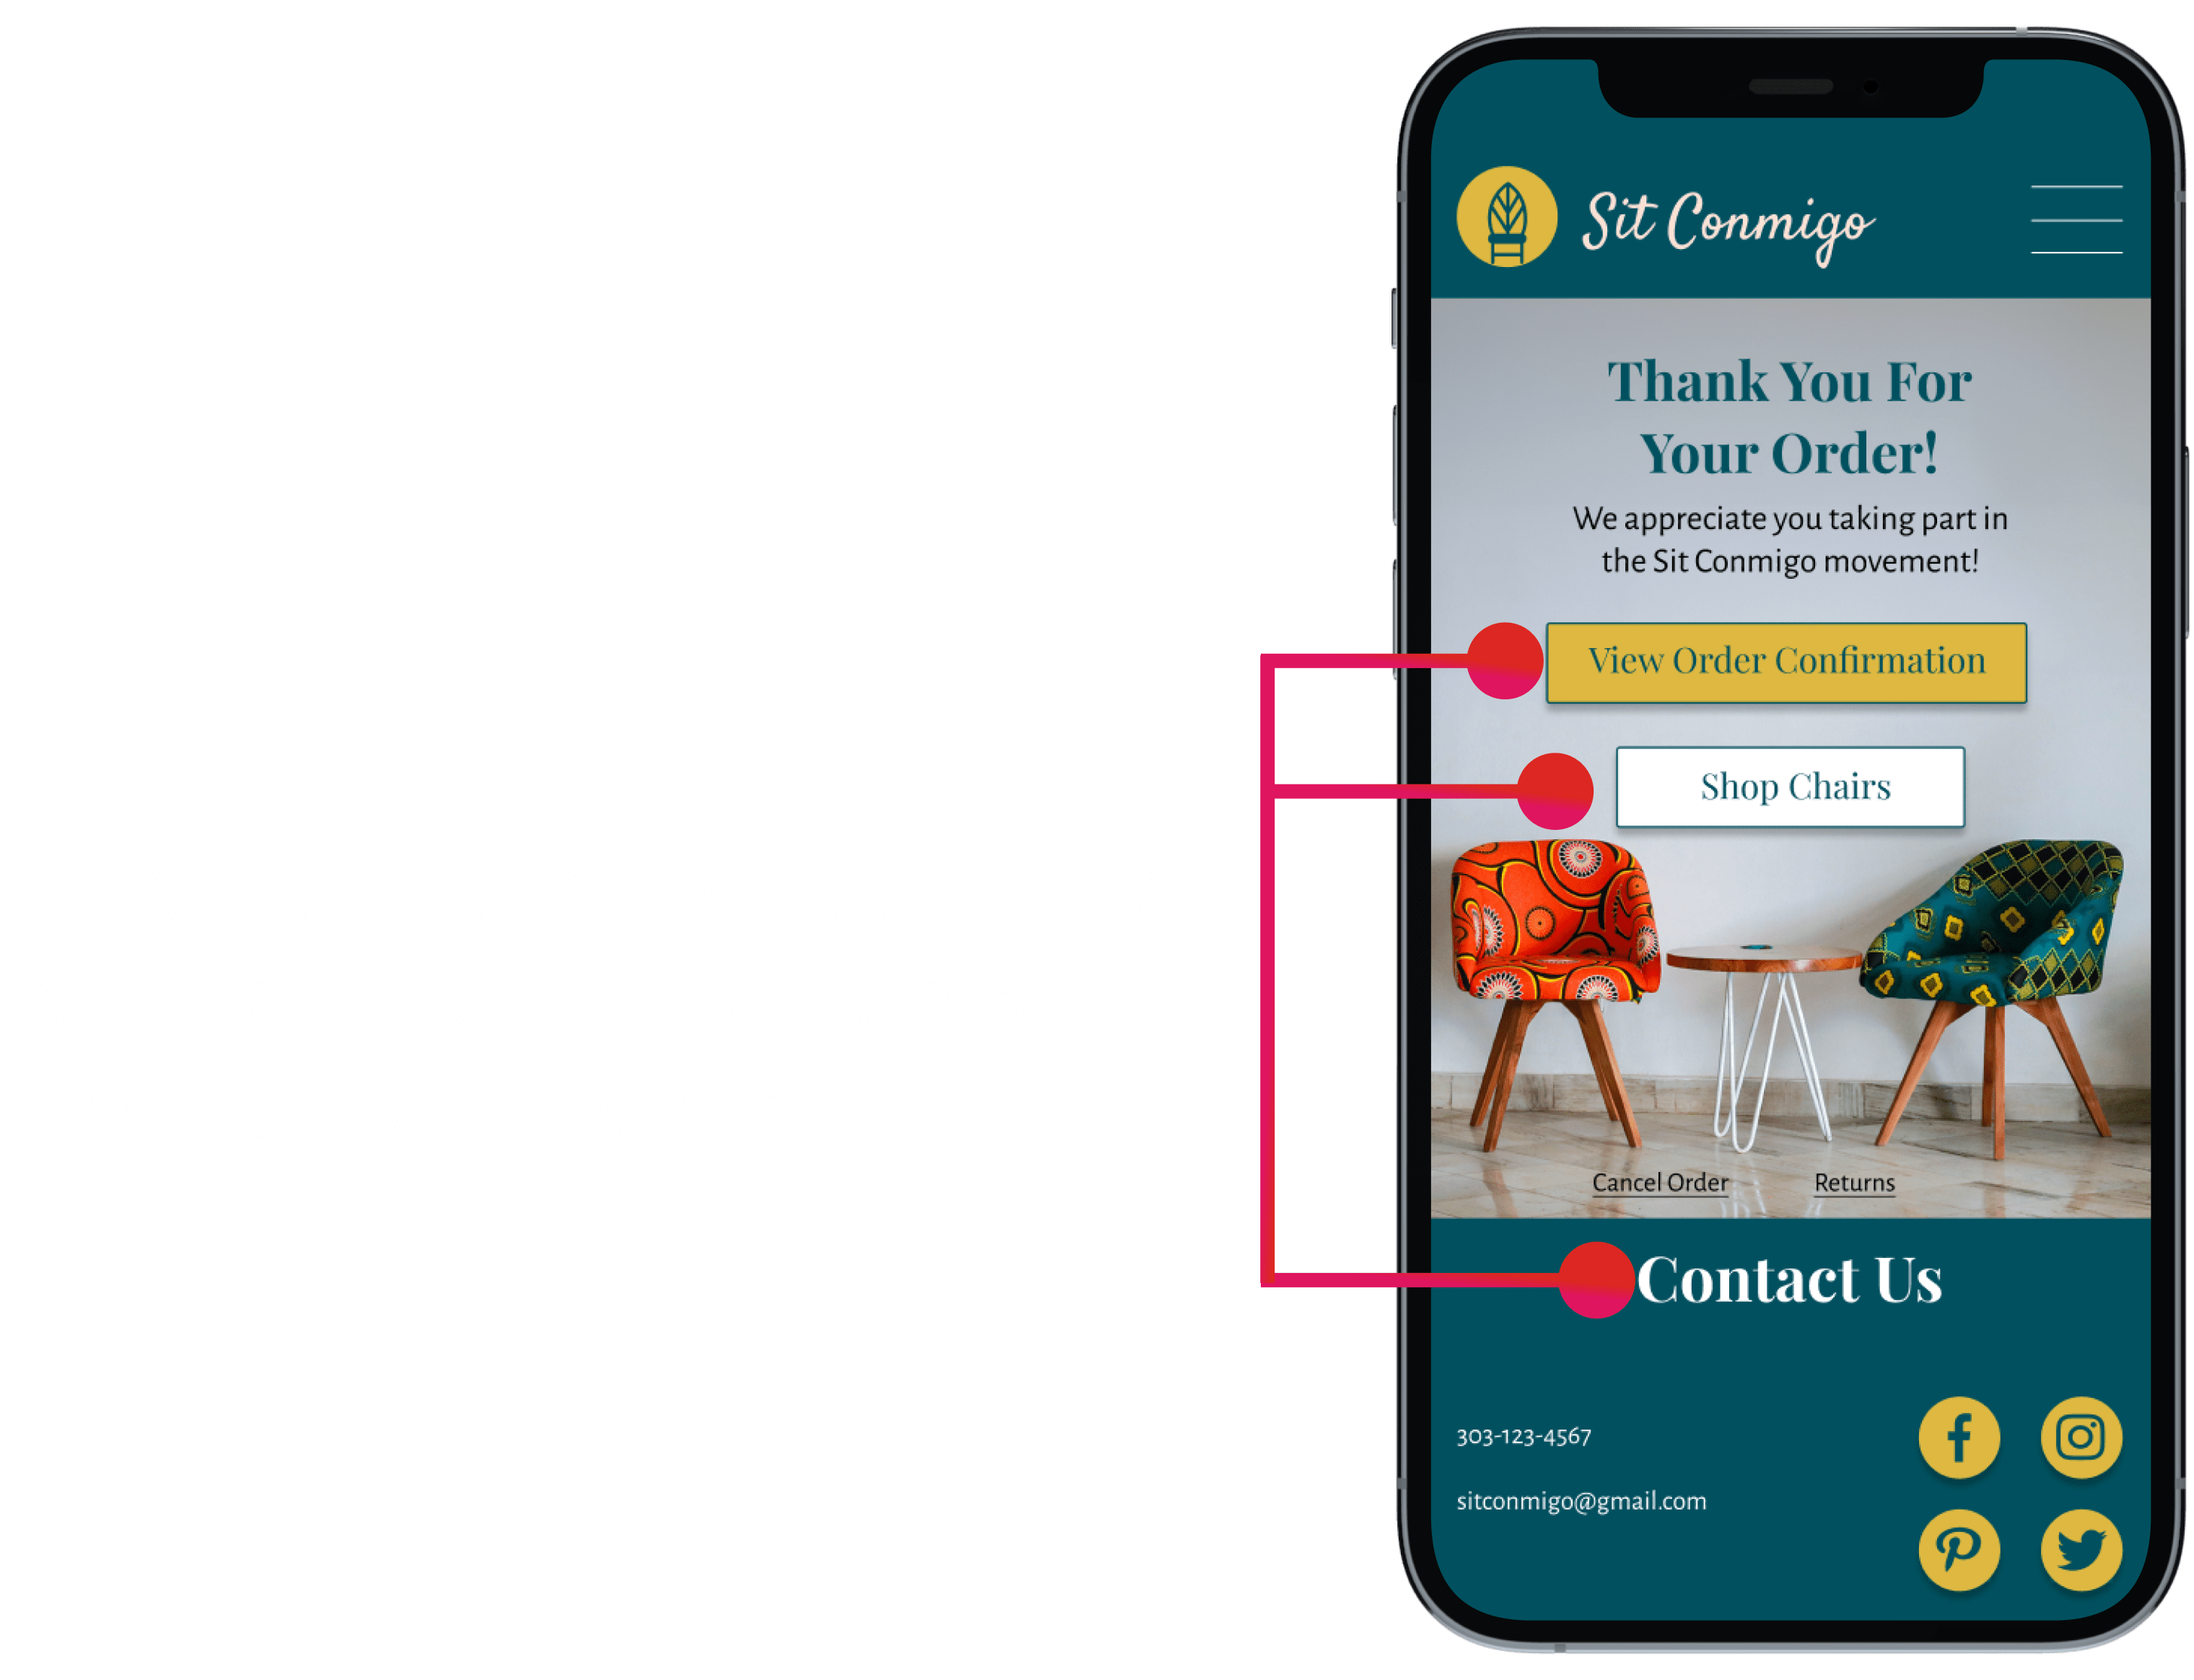 Sit Conmigo
Thank You For
Your Order!
We appreciate you taking part in
the Sit Conmigo movement!
View Order Confirmation
Shop Chairs
Cancel Order
Returns
Contact Us
303-123-4567
sitconmigo@gmail.com